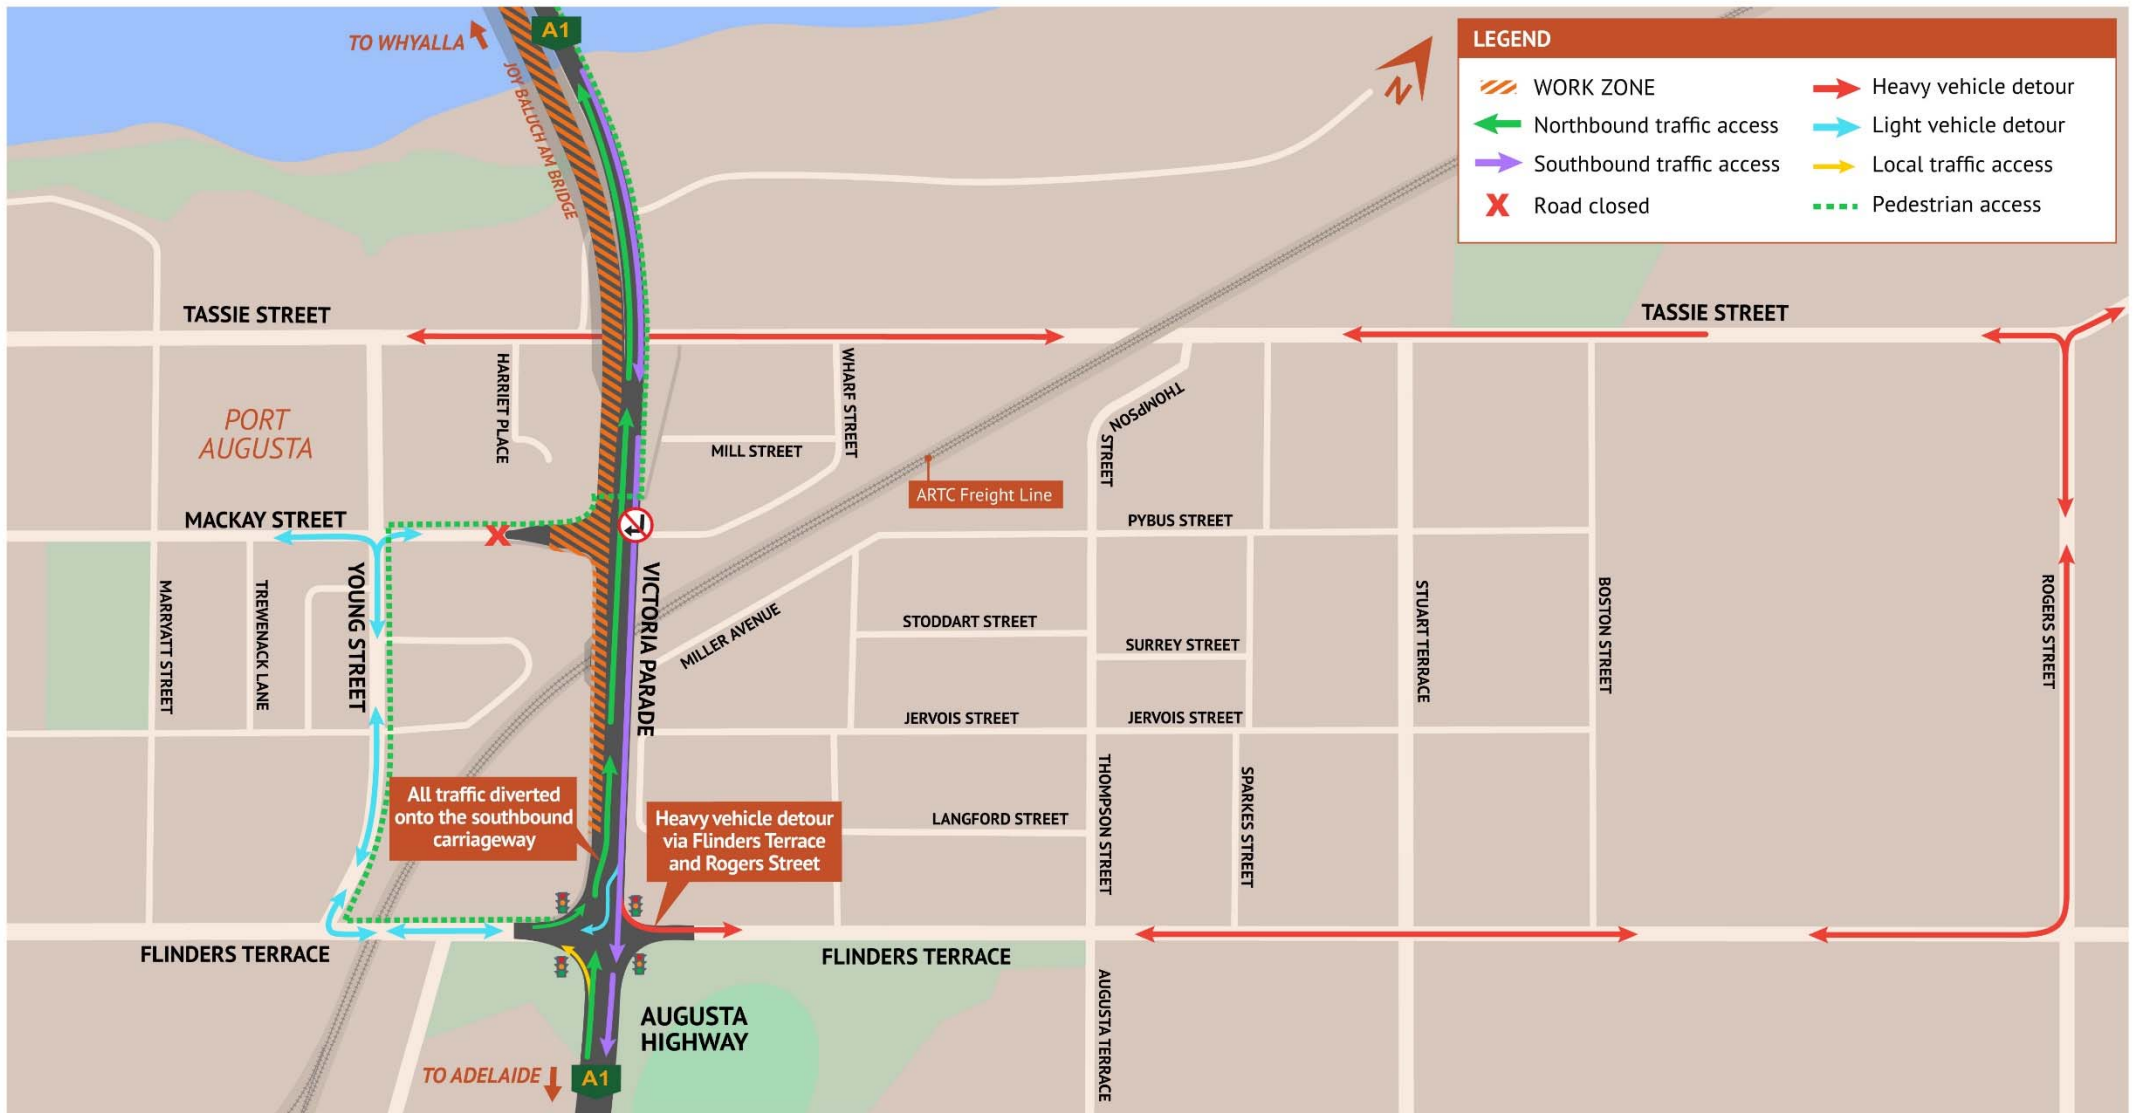 A1
TO WHYALLA
JOY BALUCH AM BRIDGE
N
LEGEND
WORK ZONE
Northbound traffic access
Southbound traffic access
X Road closed
Heavy vehicle detour
Light vehicle detour
Local traffic access
Pedestrian access
TASSIE STREET
TASSIE STREET
HARRIET PLACE
WHARF STREET
THOMPSON
STREET
PORT
AUGUSTA
MILL STREET
ARTC Freight Line
MACKAY STREET
X
PYBUS STREET
MARRYATT STREET
TREWENACK LANE
YOUNG STREET
VICTORIA PARADE
MILLER AVENUE
STODDART STREET
SURREY STREET
STUART TERRACE
BOSTON STREET
ROGERS STREET
JERVOIS STREET
JERVOIS STREET
All traffic diverted
onto the southbound
carriageway
Heavy vehicle detour
via Flinders Terrace
and Rogers Street
LANGFORD STREET
THOMPSON STREET
SPARKES STREET
FLINDERS TERRACE
FLINDERS TERRACE
AUGUSTA
HIGHWAY
AUGUSTA TERRACE
TO ADELAIDE
A1